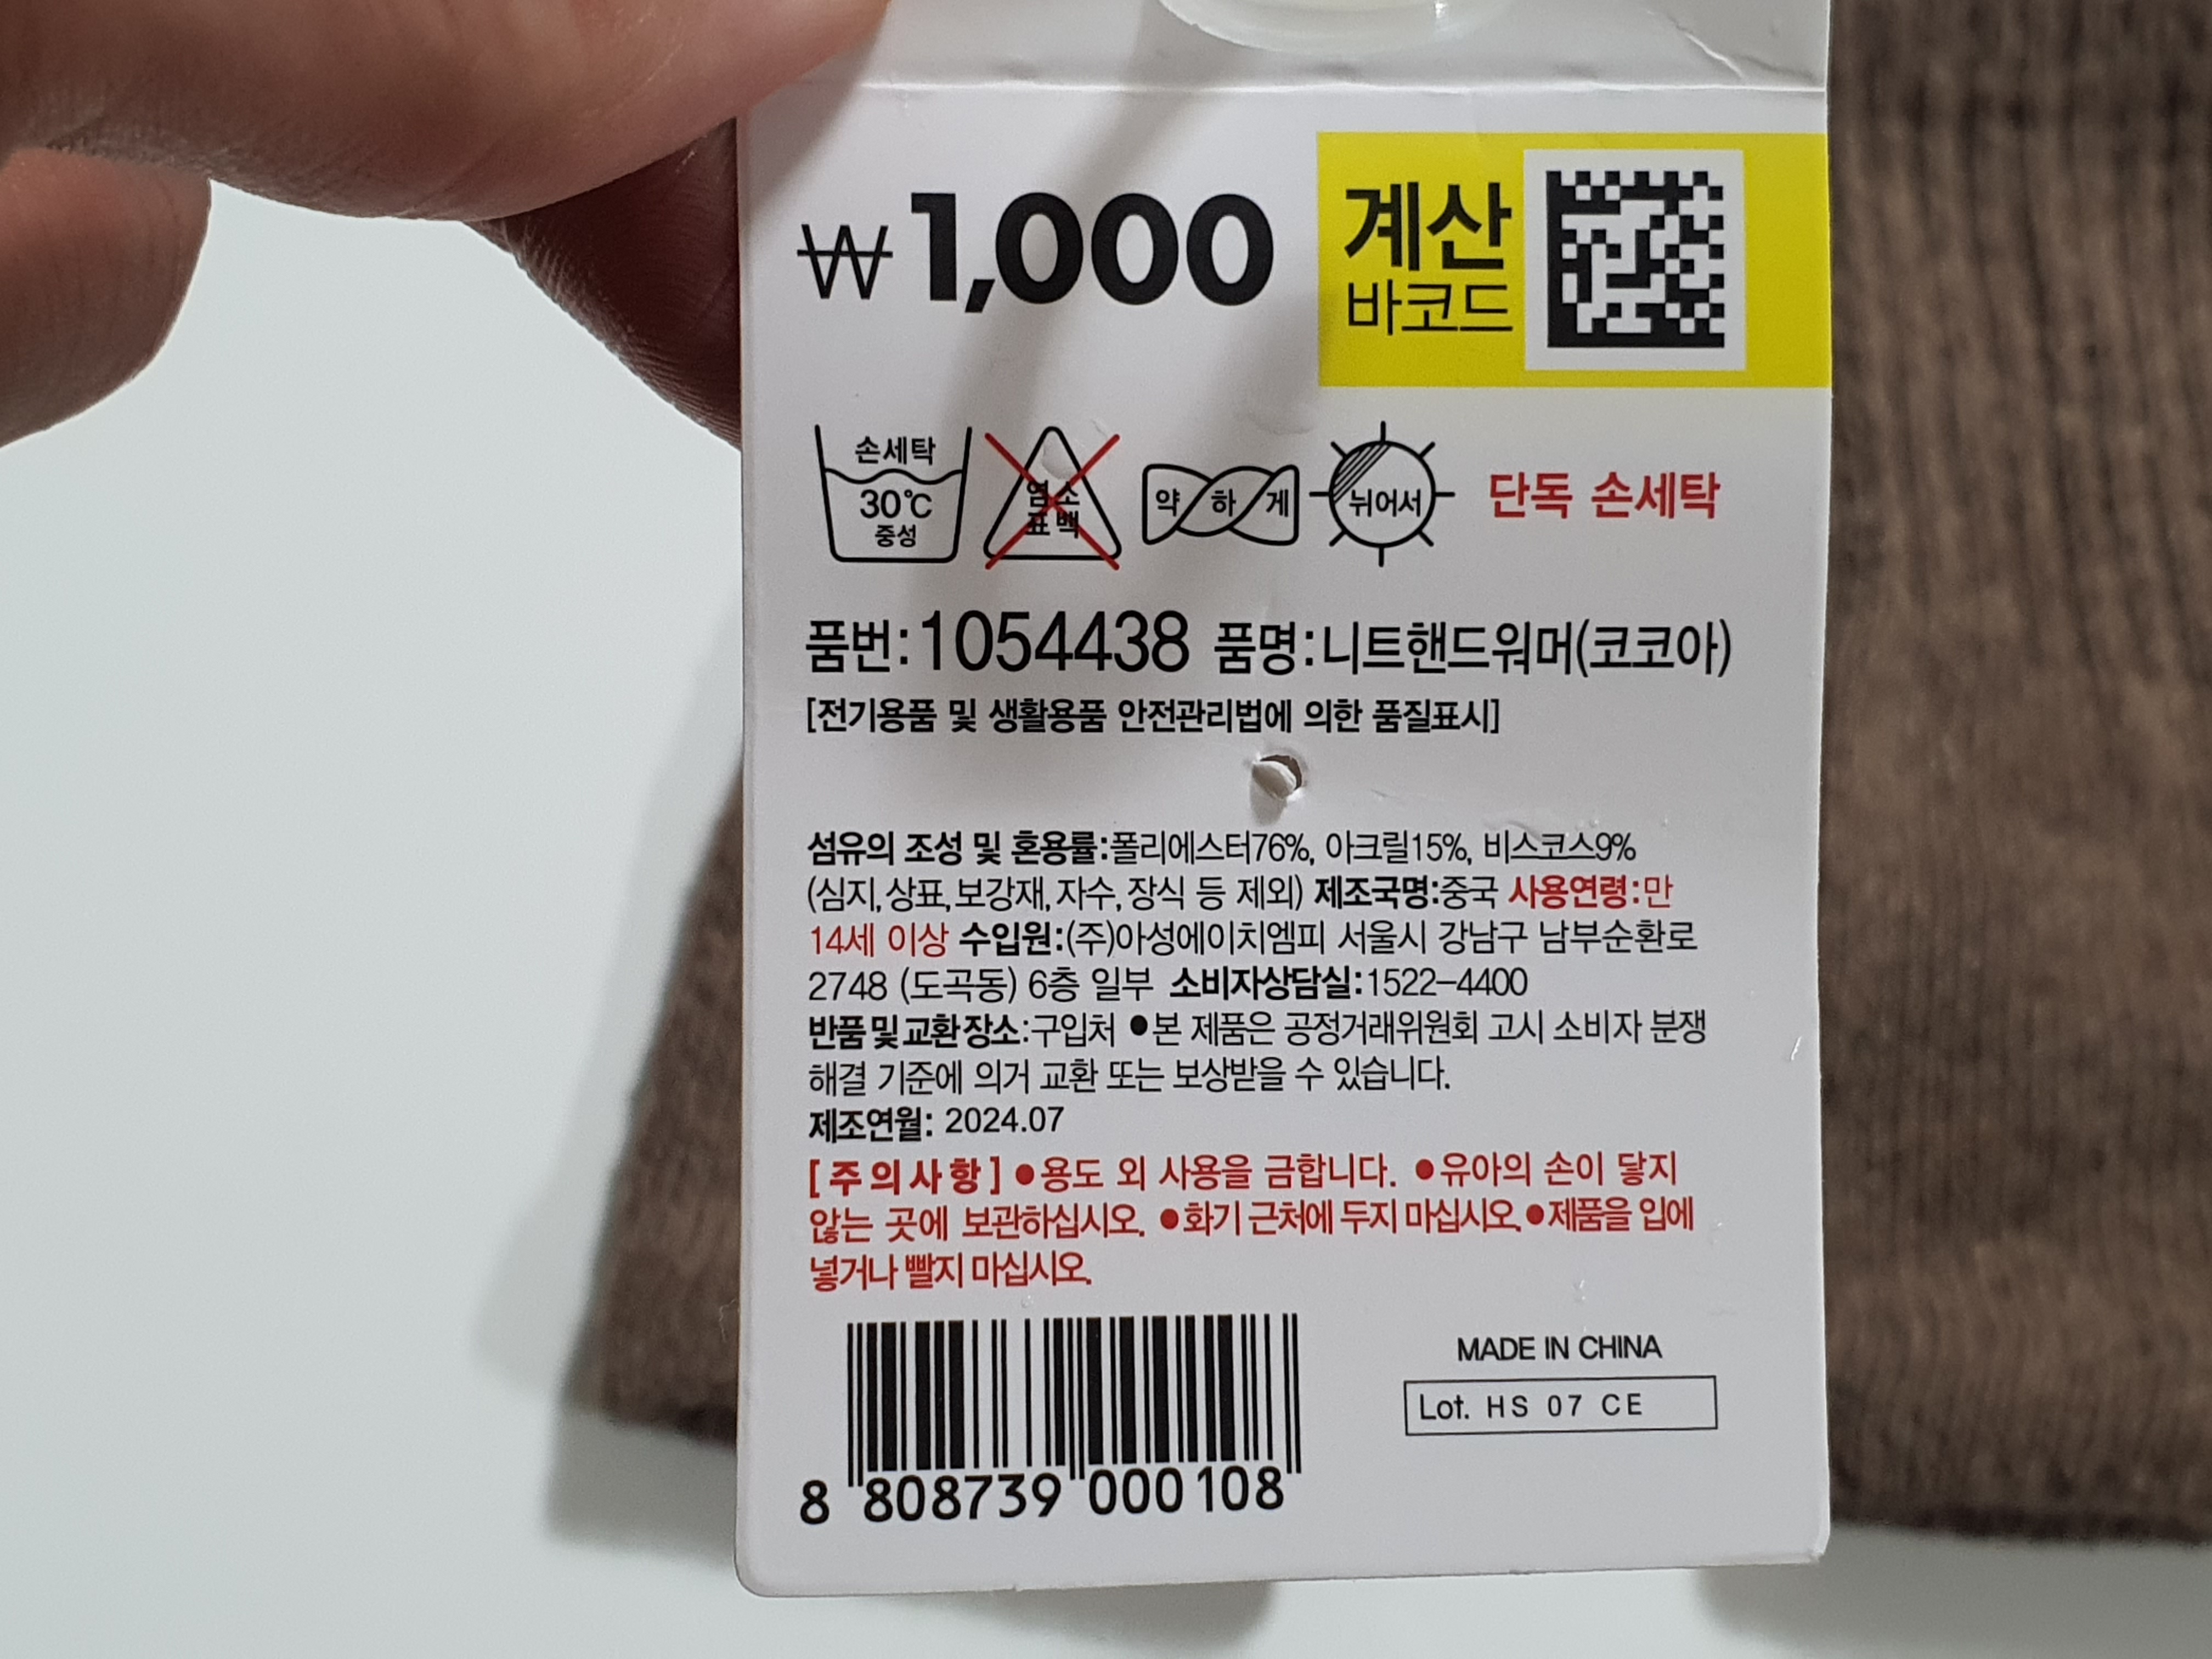 ₩1,000
계산
바코드
손세탁
30℃
중성
염소
표백
약하게
뉘어서
단독 손세탁
품번:1054438 품명:니트핸드워머(코코아)
[전기용품 및 생활용품 안전관리법에 의한 품질표시]
섬유의 조성 및 혼용률:폴리에스터76%, 아크릴15%, 비스코스9%
(심지,상표,보강재,자수,장식 등 제외) 제조국명:중국 사용연령:만
14세 이상 수입원:(주)아성에이치엠피 서울시 강남구 남부순환로
2748 (도곡동) 6층 일부 소비자상담실:1522-4400
반품및교환장소:구입처 ●본 제품은 공정거래위원회 고시 소비자 분쟁
해결 기준에 의거 교환 또는 보상받을 수 있습니다.
제조연월: 2024.07
[주의사항] ●용도 외 사용을 금합니다. ●유아의 손이 닿지
않는 곳에 보관하십시오. ●화기 근처에 두지 마십시오. ●제품을 입에
넣거나 빨지 마십시오.
MADE IN CHINA
Lot. HS 07 CE
8 808739 000108